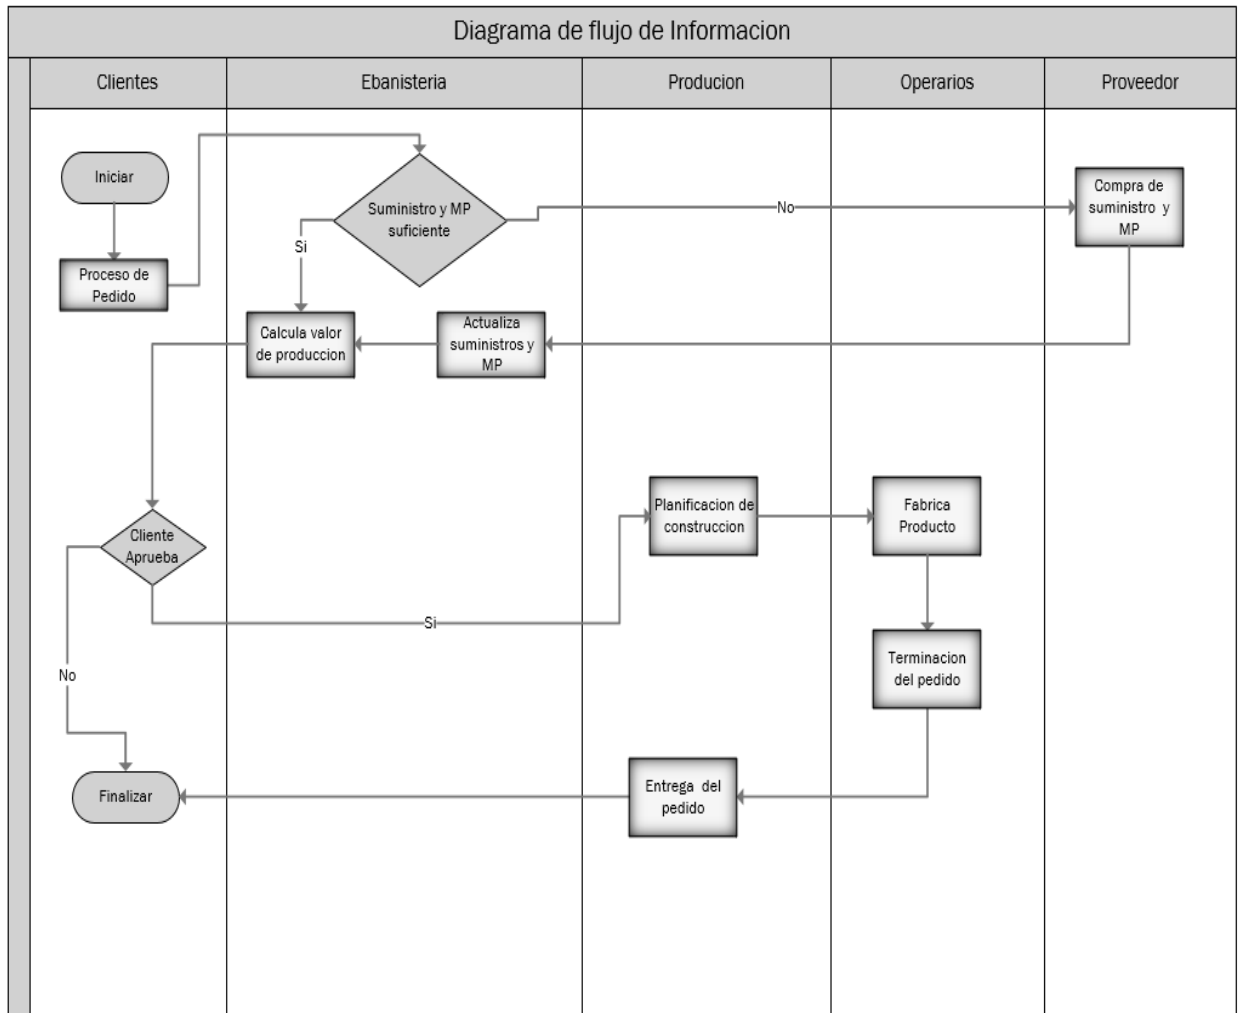 Diagrama de flujo de Informacion
Clientes
Ebanisteria
Producion
Operarios
Proveedor
Iniciar
Suministro y MP
suficiente
No
Compra de
suministro y
MP
Si
Proceso de
Pedido
Calcula valor
de produccion
Actualiza
suministros y
MP
Cliente
Aprueba
Planificacion de
construccion
Fabrica
Producto
Si
No
Terminacion
del pedido
Finalizar
Entrega del
pedido